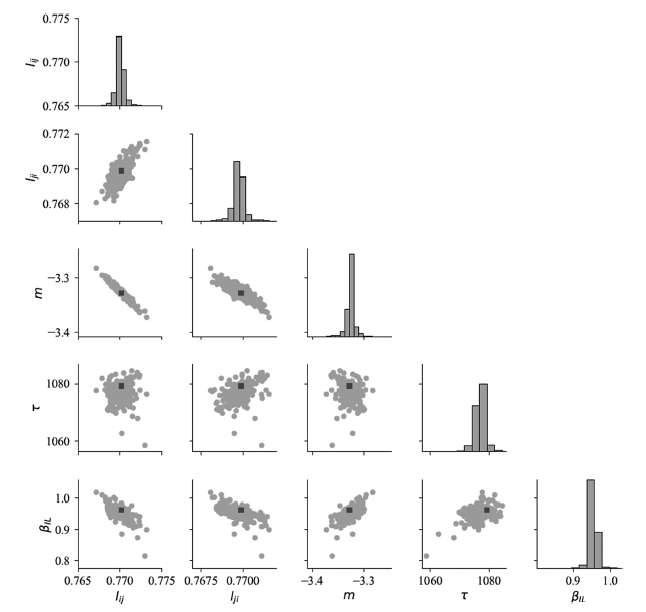 0.775
0.770
0.765
l_ij
0.772
0.770
0.768
l_ji
−3.3
−3.4
m
1080
1060
τ
1.0
0.9
0.8
β_IL
0.765 0.770 0.775
0.7675 0.7700
−3.4 −3.3
1060 1080
0.9 1.0
l_ij l_ji m τ β_IL